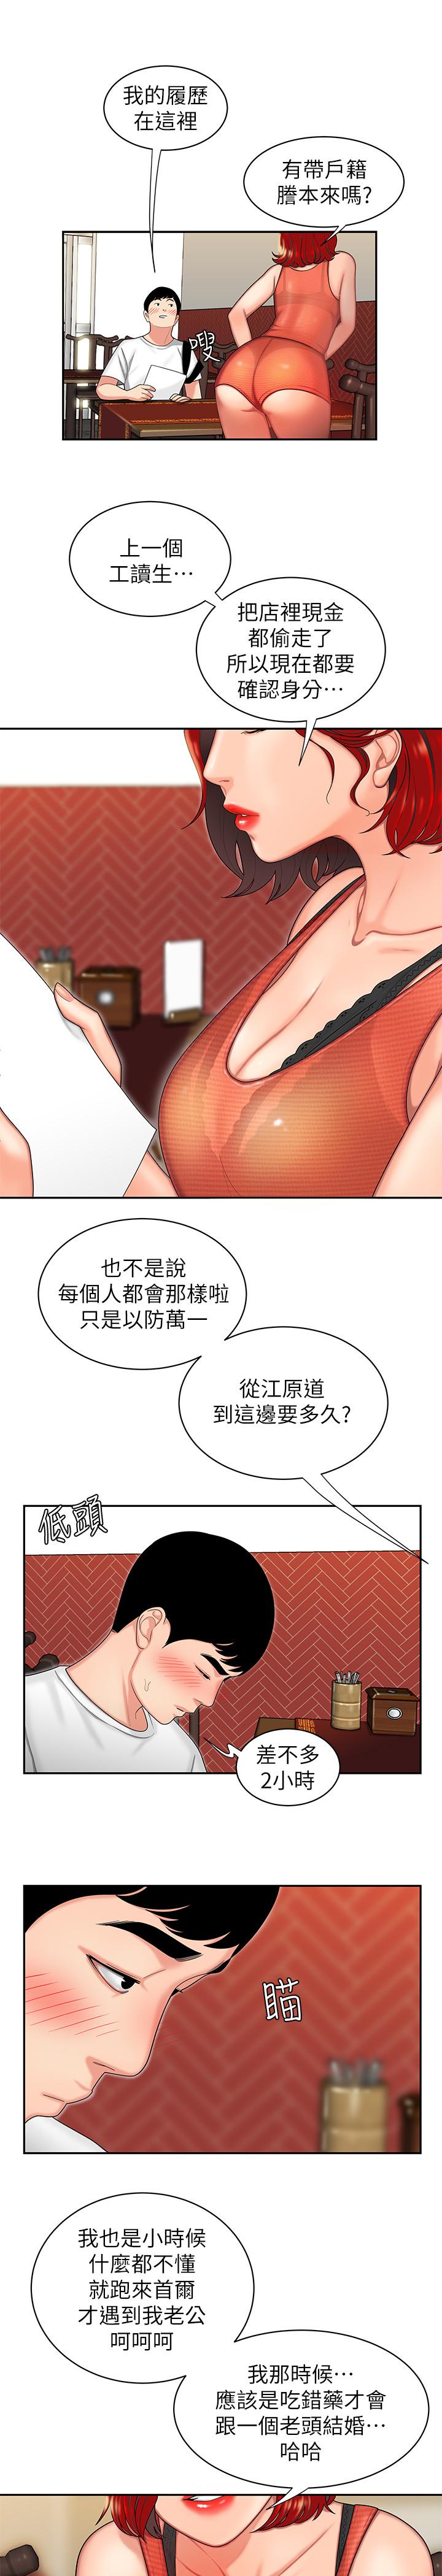 我的履歷
在這裡
有帶戶籍
謄本來嗎?
嗖
上一個
工讀生…
把店裡現金
都偷走了
所以現在都要
確認身分…
也不是說
每個人都會那樣啦
只是以防萬一
從江原道
到這邊要多久?
低頭
差不多
2小時
瞄
我也是小時候
什麼都不懂
就跑來首爾
才遇到我老公
呵呵呵
我那時候…
應該是吃錯藥才會
跟一個老頭結婚…
哈哈